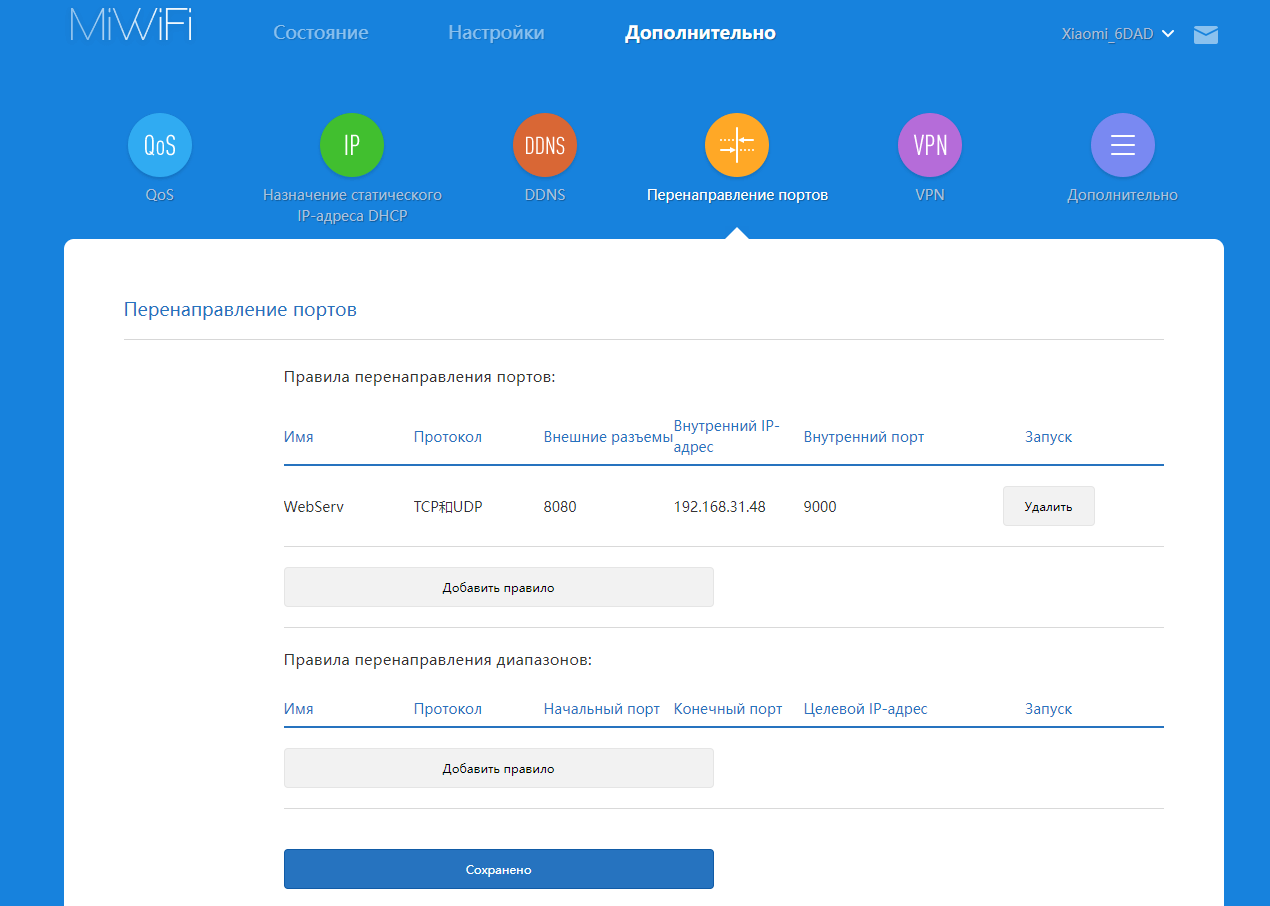 MiWiFi
Состояние
Настройки
Дополнительно
Xiaomi_6DAD
QoS
IP
DDNS
VPN
QoS
Назначение статического
IP-адреса DHCP
DDNS
Перенаправление портов
VPN
Дополнительно
Перенаправление портов
Правила перенаправления портов:
Имя Протокол Внешние разъемы Внутренний IP-
адрес Внутренний порт Запуск
WebServ TCP和UDP 8080 192.168.31.48 9000 Удалить
Добавить правило
Правила перенаправления диапазонов:
Имя Протокол Начальный порт Конечный порт Целевой IP-адрес Запуск
Добавить правило
Сохранено